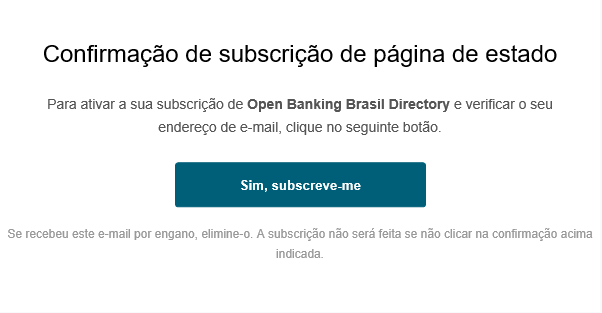 Confirmação de subscrição de página de estado
Para ativar a sua subscrição de Open Banking Brasil Directory e verificar o seu
endereço de e-mail, clique no seguinte botão.
Sim, subscreve-me
Se recebeu este e-mail por engano, elimine-o. A subscrição não será feita se não clicar na confirmação acima
indicada.